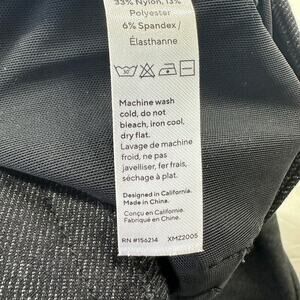 33% Nylon, 13%
Polyester
6% Spandex /
Élasthanne
Machine wash
cold, do not
bleach, iron cool,
dry flat.
Lavage de machine
froid, ne pas
javelliser, fer frais,
séchage à plat.
Designed in California.
Made in China.
Conçu en Californie.
Fabriqué en Chine.
RN #156214 XMZ2005